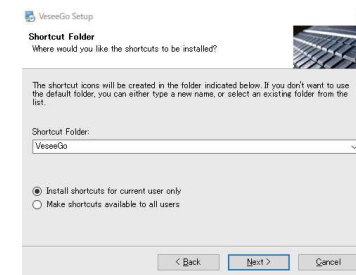 VeseeGo Setup
Shortcut Folder
Where would you like the shortcuts to be installed?
The shortcut icons will be created in the folder indicated below. If you don't want to use
the default folder, you can either type a new name, or select an existing folder from the
list.
Shortcut Folder:
VeseeGo
Install shortcuts for current user only
Make shortcuts available to all users
< Back
Next >
Cancel